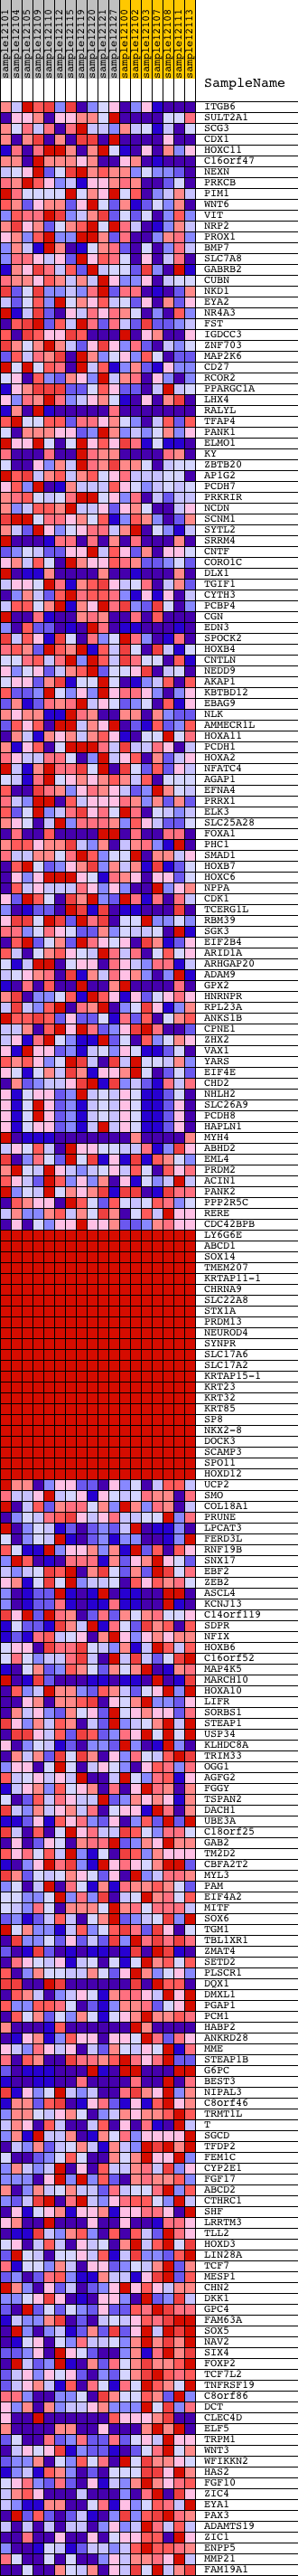 sample12101
sample12104
sample12105
sample12109
sample12110
sample12112
sample12115
sample12119
sample12120
sample12121
sample12127
sample12100
sample12102
sample12103
sample12107
sample12108
sample12111
sample12113
SampleName
ITGB6
SULT2A1
SCG3
CDX1
HOXC11
C16orf47
NEXN
PRKCB
PIM1
WNT6
VIT
NRP2
PROX1
BMP7
SLC7A8
GABRB2
CUBN
NKD1
EYA2
NR4A3
FST
IGDCC3
ZNF703
MAP2K6
CD27
RCOR2
PPARGC1A
LHX4
RALYL
TFAP4
PANK1
ELMO1
KY
ZBTB20
AP1G2
PCDH7
PRKRIR
NCDN
SCNM1
SYTL2
SRRM4
CNTF
CORO1C
DLX1
TGIF1
CYTH3
PCBP4
CGN
EDN3
SPOCK2
HOXB4
CNTLN
NEDD9
AKAP1
KBTBD12
EBAG9
NLK
AMMECR1L
HOXA11
PCDH1
HOXA2
NFATC4
AGAP1
EFNA4
PRRX1
ELK3
SLC25A28
FOXA1
PHC1
SMAD1
HOXB7
HOXC6
NPPA
CDK1
TCERG1L
RBM39
SGK3
EIF2B4
ARID1A
ARHGAP20
ADAM9
GPX2
HNRNPR
RPL23A
ANKS1B
CPNE1
ZHX2
VAX1
YARS
EIF4E
CHD2
NHLH2
SLC26A9
PCDH8
HAPLN1
MYH4
ABHD2
EML4
PRDM2
ACIN1
PANK2
PPP2R5C
RERE
CDC42BPB
LY6G6E
ABCD1
SOX14
TMEM207
KRTAP11-1
CHRNA9
SLC22A8
STX1A
PRDM13
NEUROD4
SYNPR
SLC17A6
SLC17A2
KRTAP15-1
KRT23
KRT32
KRT85
SP8
NKX2-8
DOCK3
SCAMP3
SPO11
HOXD12
UCP2
SMO
COL18A1
PRUNE
LPCAT3
FERD3L
RNF19B
SNX17
EBF2
ZEB2
ASCL4
KCNJ13
C14orf119
SDPR
NFIX
HOXB6
C16orf52
MAP4K5
MARCH10
HOXA10
LIFR
SORBS1
STEAP1
USP34
KLHDC8A
TRIM33
OGG1
AGFG2
FGGY
TSPAN2
DACH1
UBE3A
C18orf25
GAB2
TM2D2
CBFA2T2
MYL3
PAM
EIF4A2
MITF
SOX6
TGM1
TBL1XR1
ZMAT4
SETD2
PLSCR1
DQX1
DMXL1
PGAP1
PCM1
HABP2
ANKRD28
MME
STEAP1B
G6PC
BEST3
NIPAL3
C8orf46
TRMT1L
T
SGCD
TFDP2
FEM1C
CYP2E1
FGF17
ABCD2
CTHRC1
SHF
LRRTM3
TLL2
HOXD3
LIN28A
TCF7
MESP1
CHN2
DKK1
GPC4
FAM63A
SOX5
NAV2
SIX4
FOXP2
TCF7L2
TNFRSF19
C8orf86
DCT
CLEC4D
ELF5
TRPM1
WNT3
WFIKKN2
HAS2
FGF10
ZIC4
EYA1
PAX3
ADAMTS19
ZIC1
ENPP5
MMP21
FAM19A1